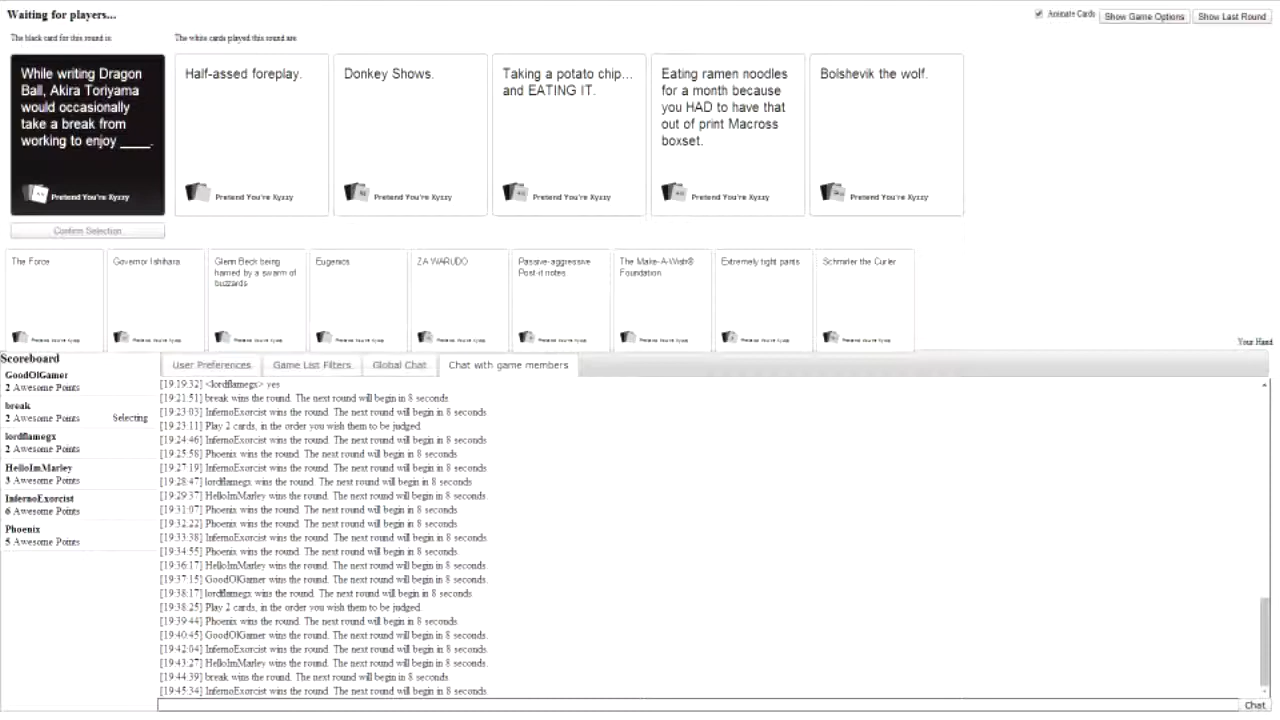 Waiting for players...
Animate Cards
Show Game Options
Show Last Round
The black card for this round is:
The white cards played this round are:
While writing Dragon
Ball, Akira Toriyama
would occasionally
take a break from
working to enjoy ____.
Pretend You're Xyzzy
Half-assed foreplay.
Pretend You're Xyzzy
Donkey Shows.
Pretend You're Xyzzy
Taking a potato chip...
and EATING IT.
Pretend You're Xyzzy
Eating ramen noodles
for a month because
you HAD to have that
out of print Macross
boxset.
Pretend You're Xyzzy
Bolshevik the wolf.
Pretend You're Xyzzy
Confirm Selection
The Force
Governor Ishihara
Glenn Beck being
harried by a swarm of
buzzards
Eugenics
ZA WARUDO
Passive-aggressive
Post-it notes
The Make-A-Wish®
Foundation
Extremely tight pants
Schmitler the Curler
Your Hand
Scoreboard
GoodOlGamer
2 Awesome Points
break
2 Awesome Points
Selecting
lordflamegx
2 Awesome Points
HelloImMarley
3 Awesome Points
InfernoExorcist
6 Awesome Points
Phoenix
5 Awesome Points
User Preferences
Game List Filters
Global Chat
Chat with game members
[19:19:32] <lordflamegx> yes
[19:21:51] break wins the round. The next round will begin in 8 seconds.
[19:23:03] InfernoExorcist wins the round. The next round will begin in 8 seconds.
[19:23:11] Play 2 cards, in the order you wish them to be judged.
[19:24:46] InfernoExorcist wins the round. The next round will begin in 8 seconds.
[19:25:58] Phoenix wins the round. The next round will begin in 8 seconds.
[19:27:19] InfernoExorcist wins the round. The next round will begin in 8 seconds.
[19:28:47] lordflamegx wins the round. The next round will begin in 8 seconds.
[19:29:37] HelloImMarley wins the round. The next round will begin in 8 seconds.
[19:31:07] Phoenix wins the round. The next round will begin in 8 seconds.
[19:32:22] Phoenix wins the round. The next round will begin in 8 seconds.
[19:33:38] InfernoExorcist wins the round. The next round will begin in 8 seconds.
[19:34:55] Phoenix wins the round. The next round will begin in 8 seconds.
[19:36:17] HelloImMarley wins the round. The next round will begin in 8 seconds.
[19:37:15] GoodOlGamer wins the round. The next round will begin in 8 seconds.
[19:38:17] lordflamegx wins the round. The next round will begin in 8 seconds.
[19:38:25] Play 2 cards, in the order you wish them to be judged.
[19:39:44] Phoenix wins the round. The next round will begin in 8 seconds.
[19:40:45] GoodOlGamer wins the round. The next round will begin in 8 seconds.
[19:42:04] InfernoExorcist wins the round. The next round will begin in 8 seconds.
[19:43:27] HelloImMarley wins the round. The next round will begin in 8 seconds.
[19:44:39] break wins the round. The next round will begin in 8 seconds.
[19:45:34] InfernoExorcist wins the round. The next round will begin in 8 seconds.
Chat